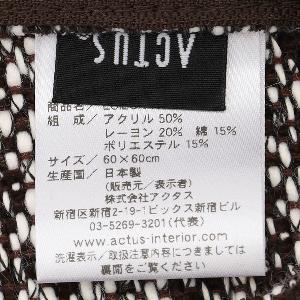 ACTUS
商品名/
組 成/ アクリル 50%
レーヨン 20% 綿 15%
ポリエステル 15%
サイズ/ 60×60cm
生産国/ 日本製
(販売元/表示者)
株式会社アクタス
新宿区新宿2-19-1ビックス新宿ビル
03-5269-3201(代表)
www.actus-interior.com
洗濯表示/取扱注意内容につきましては
裏面をご覧ください